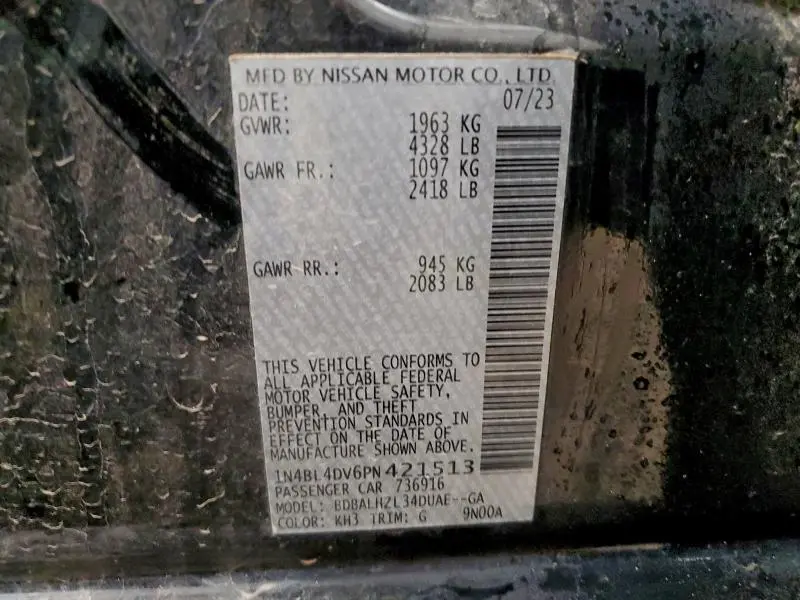 MFD BY NISSAN MOTOR CO., LTD.
DATE: 07/23
GVWR: 1963 KG
4328 LB
GAWR FR.: 1097 KG
2418 LB
GAWR RR.: 945 KG
2083 LB
THIS VEHICLE CONFORMS TO
ALL APPLICABLE FEDERAL
MOTOR VEHICLE SAFETY,
BUMPER, AND THEFT
PREVENTION STANDARDS IN
EFFECT ON THE DATE OF
MANUFACTURE SHOWN ABOVE.
1N4BL4DV6PN421513
PASSENGER CAR 736916
MODEL: BDBALHZL34DUAE--GA
COLOR: KH3 TRIM: G 9N00A